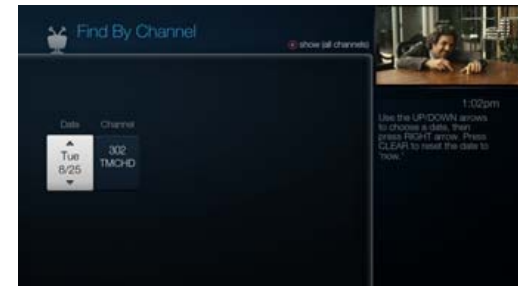 Find By Channel
show (all channels)
1:02pm
Use the UP/DOWN arrows
to choose a date, then
press RIGHT arrow. Press
CLEAR to reset the date to
'now.'
Date Channel
Tue
8/25
302
TMCHD